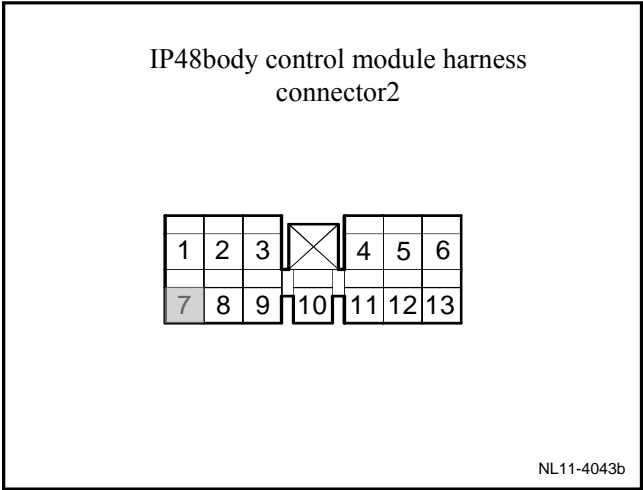 IP48body control module harness
connector2
1 2 3 4 5 6
7 8 9 10 11 12 13
NL11-4043b